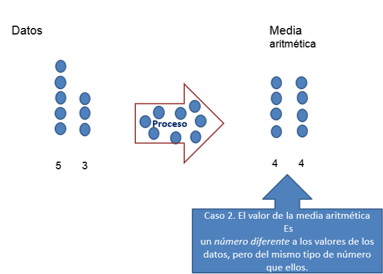 Datos
Media
aritmética
Proceso
5 3
4 4
Caso 2. El valor de la media aritmética
Es
un número diferente a los valores de los
datos, pero del mismo tipo de número
que ellos.